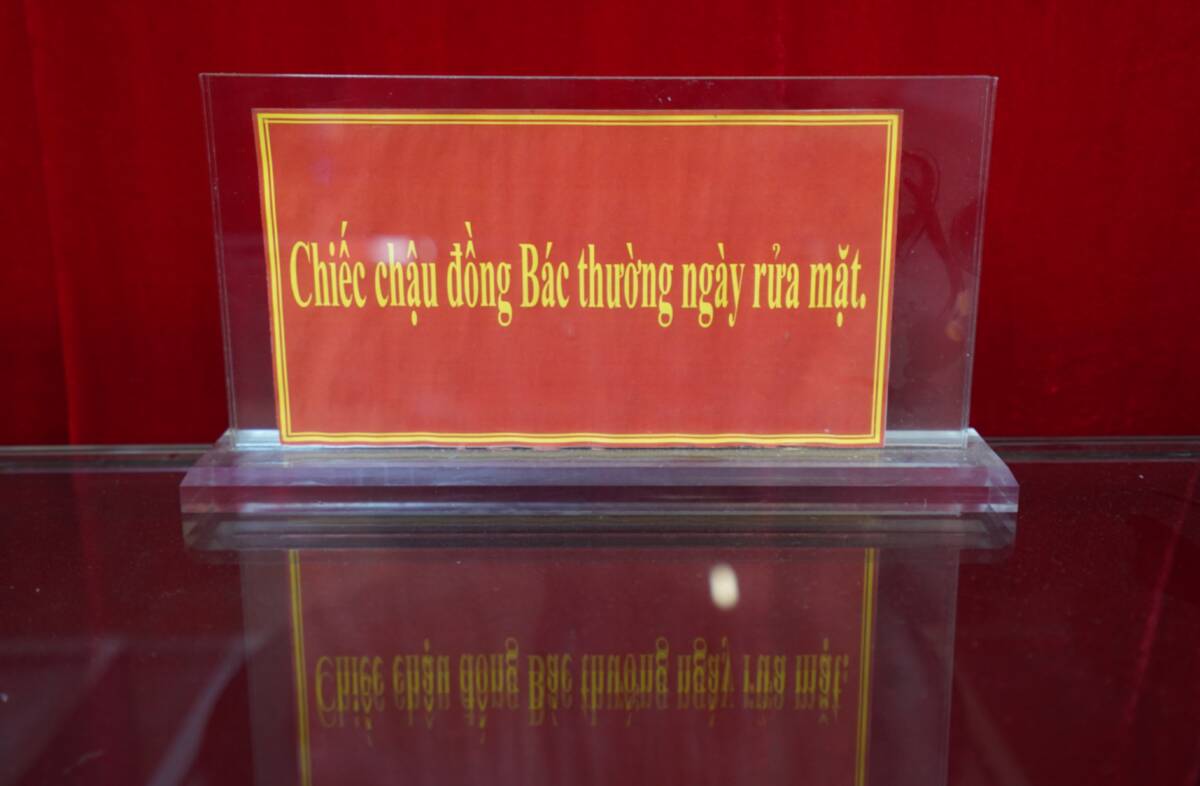 Chiếc chậu đồng Bác thường ngày rửa mặt.